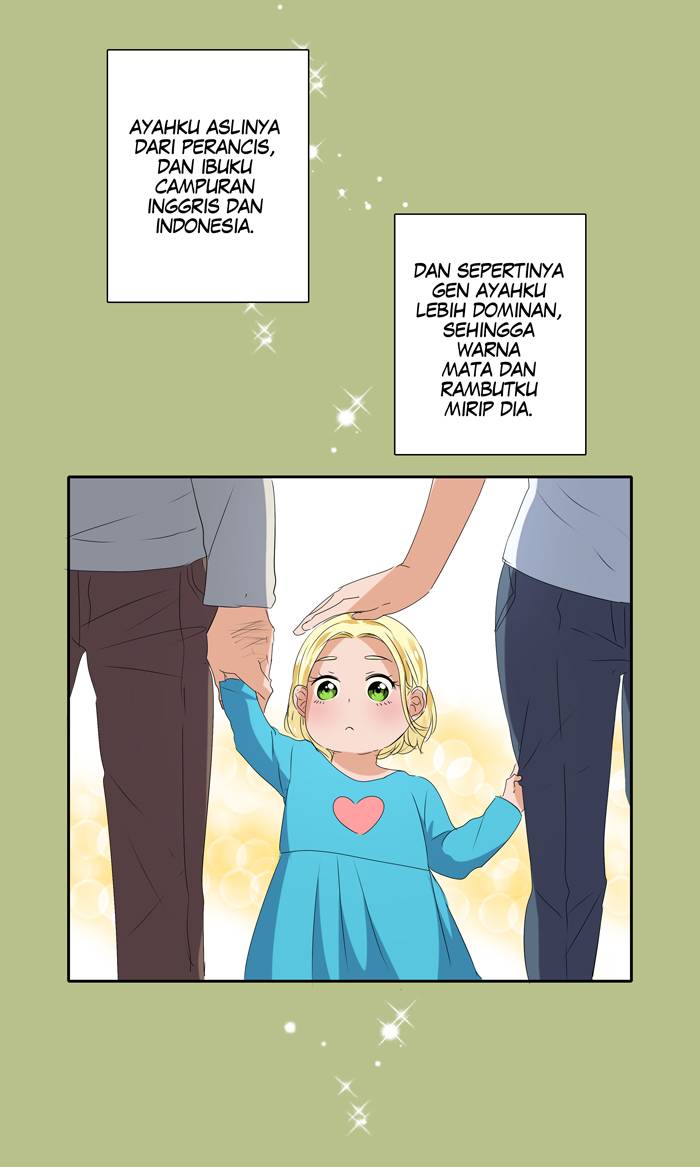 AYAHKU ASLINYA
DARI PERANCIS,
DAN IBUKU
CAMPURAN
INGGRIS DAN
INDONESIA.
DAN SEPERTINYA
GEN AYAHKU
LEBIH DOMINAN,
SEHINGGA
WARNA
MATA DAN
RAMBUTKU
MIRIP DIA.